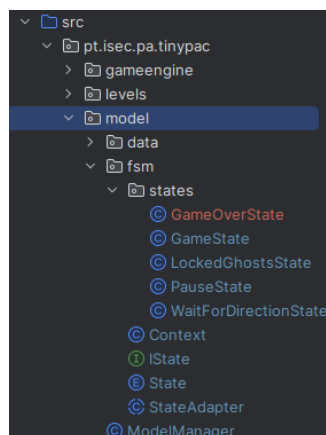 src
pt.isec.pa.tinypac
gameengine
levels
model
data
fsm
states
GameOverState
GameState
LockedGhostsState
PauseState
WaitForDirectionState
Context
IState
State
StateAdapter
ModelManager